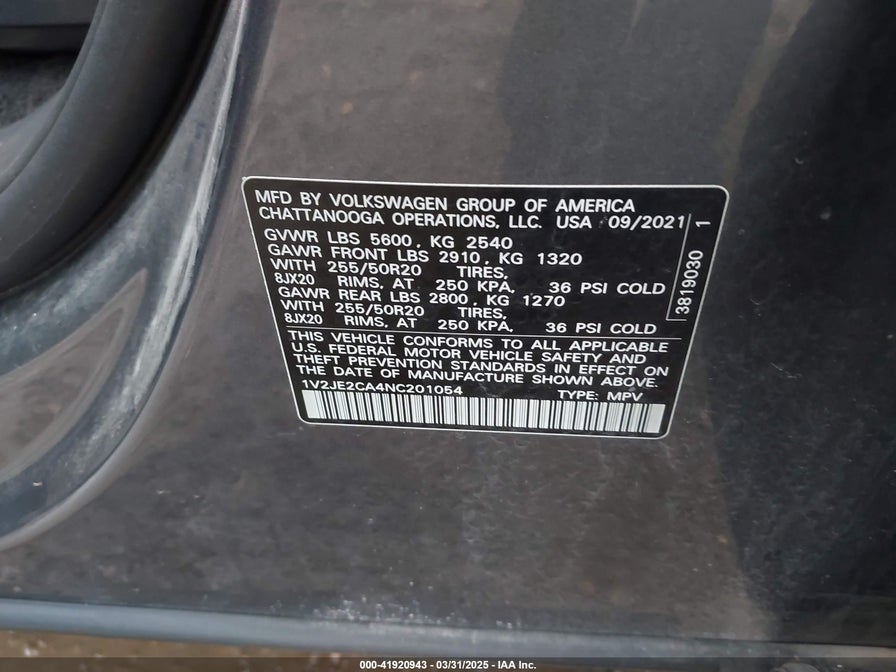 MFD BY VOLKSWAGEN GROUP OF AMERICA
CHATTANOOGA OPERATIONS, LLC. USA 09/2021 1
GVWR LBS 5600, KG 2540
GAWR FRONT LBS 2910, KG 1320
WITH 255/50R20 TIRES,
8JX20 RIMS, AT 250 KPA, 36 PSI COLD
GAWR REAR LBS 2800, KG 1270
WITH 255/50R20 TIRES,
8JX20 RIMS, AT 250 KPA, 36 PSI COLD
3819030
THIS VEHICLE CONFORMS TO ALL APPLICABLE
U.S. FEDERAL MOTOR VEHICLE SAFETY AND
THEFT PREVENTION STANDARDS IN EFFECT ON
THE DATE OF MANUFACTURE SHOWN ABOVE.
1V2JE2CA4NC201054 TYPE: MPV
000-41920943 - 03/31/2025 - IAA Inc.